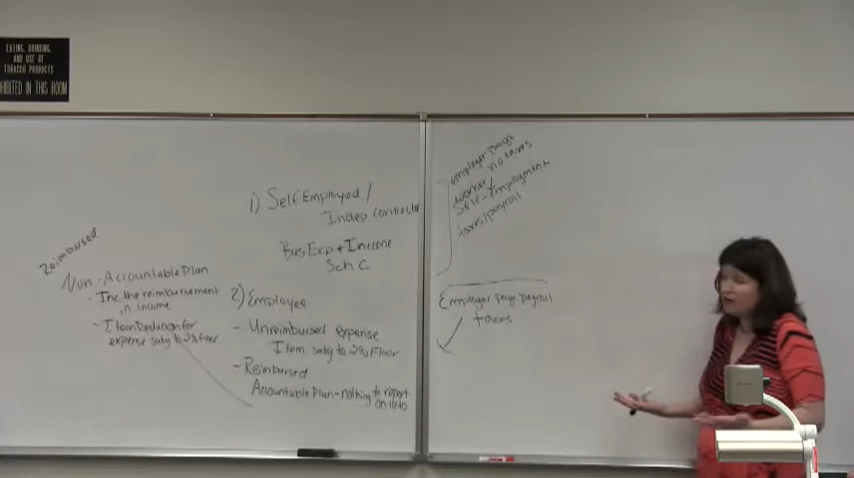 EATING, DRINKING,
AND USE OF
TOBACCO PRODUCTS
HIBITED IN THIS ROOM
1) Self Employed /
Indep contractor
Bus Exp + Income
Sch C
employer pays
no taxes
worker/
Self-Employment
taxes/payroll
Reimbursed
Non-Accountable Plan
- Inc the reimbursement
in income
- Item Deduction for
expense subj to 2% floor
2) Employee
- Unreimbursed expense
Item. subj to 2% Floor
- Reimbursed
Accountable Plan - nothing to report
on 1040
Employer pays payroll
taxes